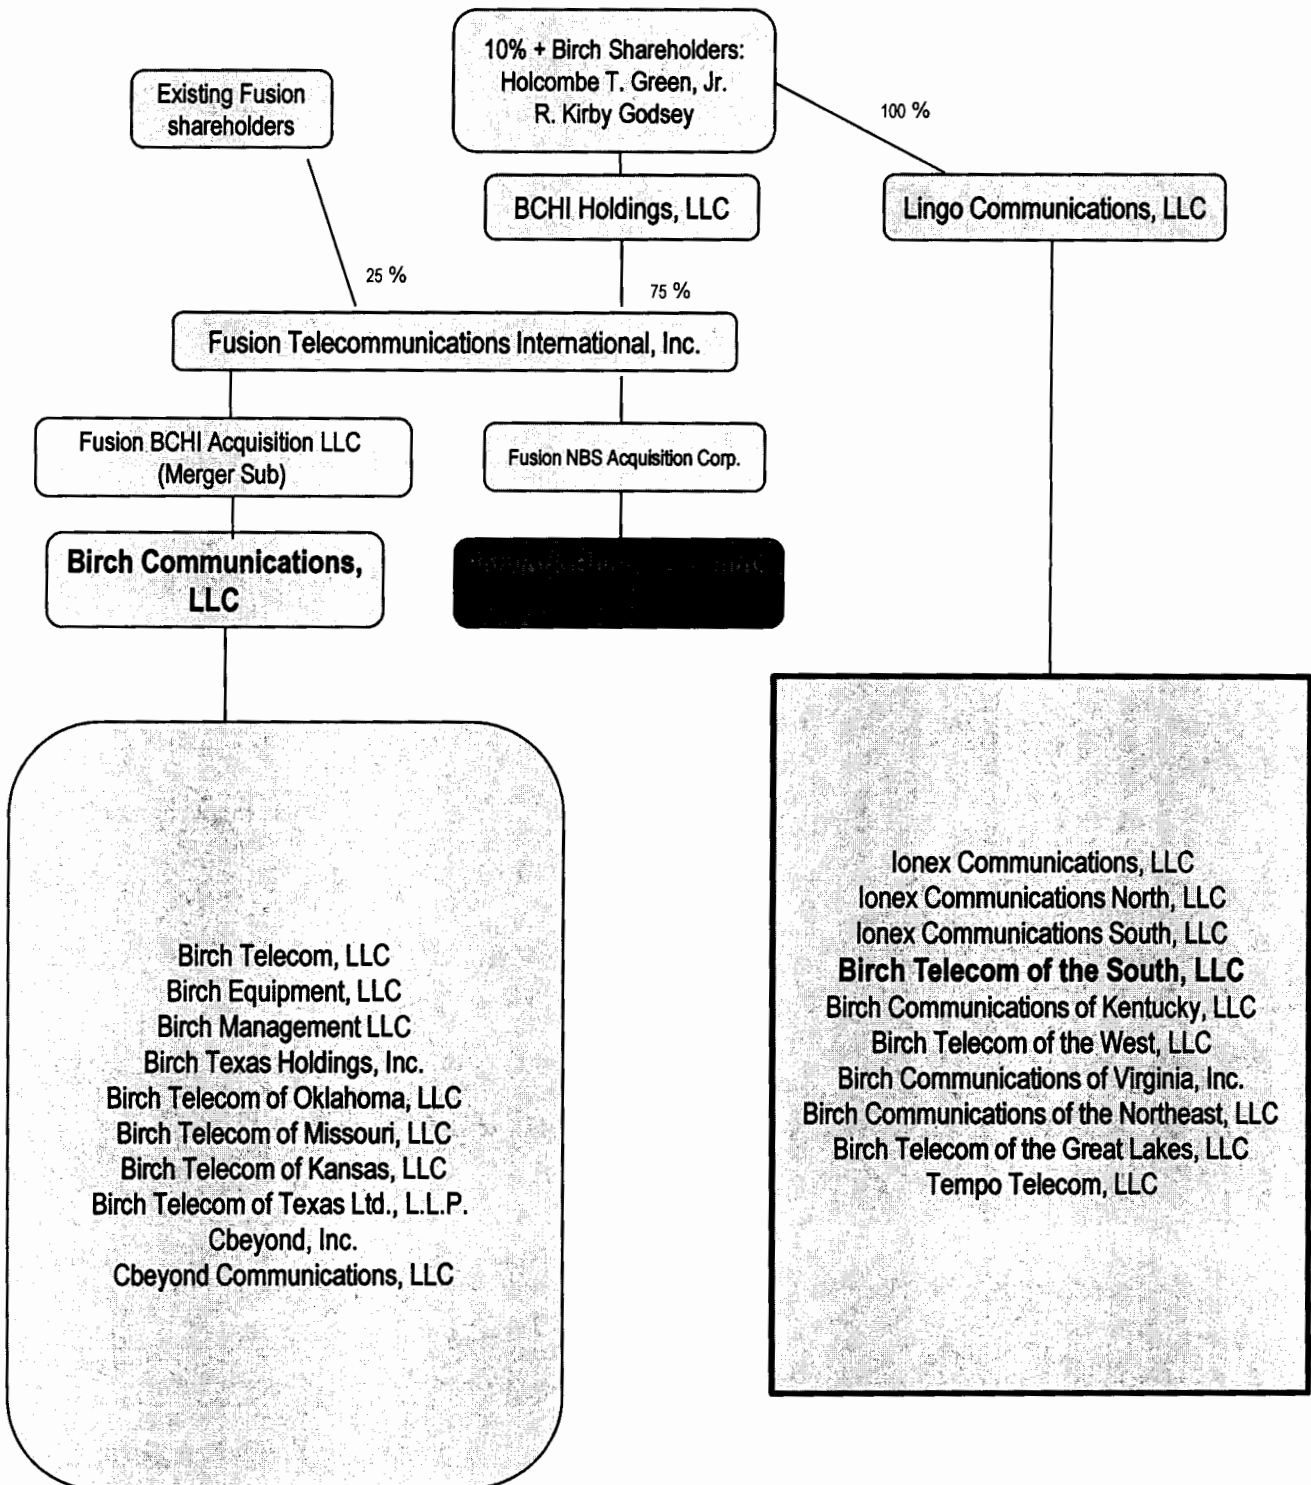 10% + Birch Shareholders:
Holcombe T. Green, Jr.
R. Kirby Godsey
Existing Fusion
shareholders
100 %
BCHI Holdings, LLC
Lingo Communications, LLC
25 %
75 %
Fusion Telecommunications International, Inc.
Fusion BCHI Acquisition LLC
(Merger Sub)
Fusion NBS Acquisition Corp.
Birch Communications,
LLC
Birch Telecom, LLC
Birch Equipment, LLC
Birch Management LLC
Birch Texas Holdings, Inc.
Birch Telecom of Oklahoma, LLC
Birch Telecom of Missouri, LLC
Birch Telecom of Kansas, LLC
Birch Telecom of Texas Ltd., L.L.P.
Cbeyond, Inc.
Cbeyond Communications, LLC
Ionex Communications, LLC
Ionex Communications North, LLC
Ionex Communications South, LLC
Birch Telecom of the South, LLC
Birch Communications of Kentucky, LLC
Birch Telecom of the West, LLC
Birch Communications of Virginia, Inc.
Birch Communications of the Northeast, LLC
Birch Telecom of the Great Lakes, LLC
Tempo Telecom, LLC